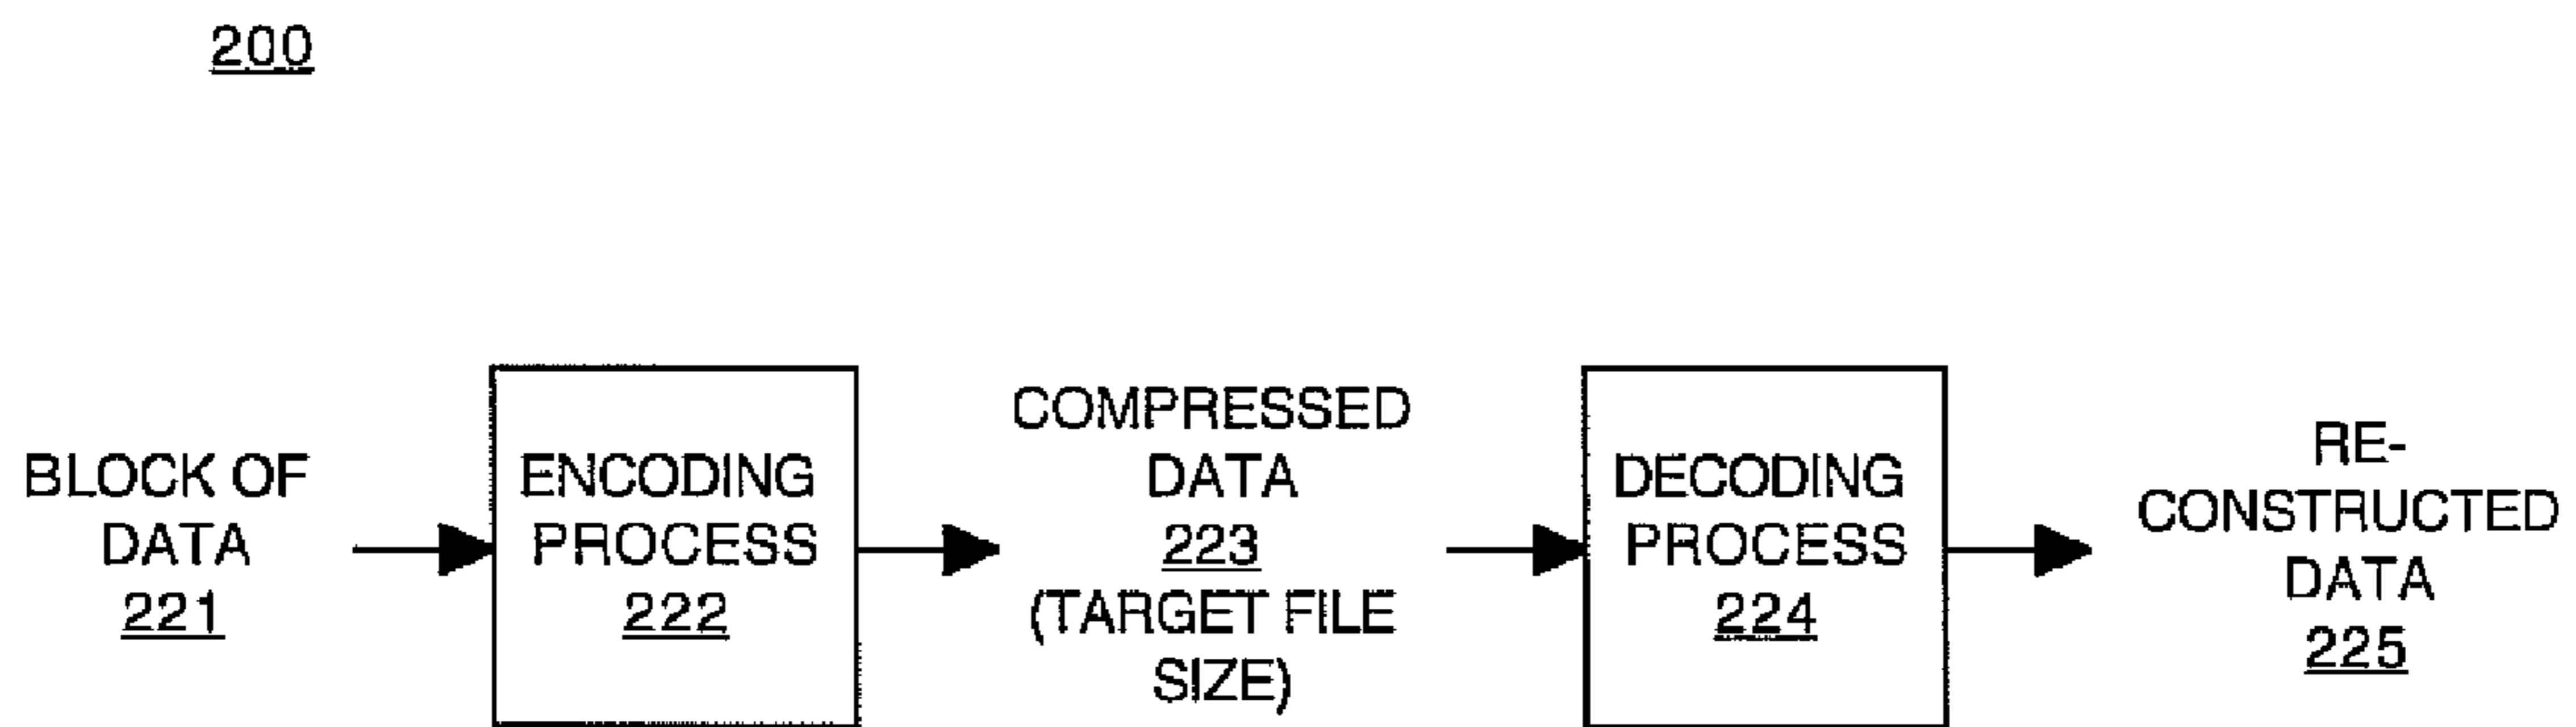 200
BLOCK OF
DATA
221
ENCODING
PROCESS
222
COMPRESSED
DATA
223
(TARGET FILE
SIZE)
DECODING
PROCESS
224
RE-
CONSTRUCTED
DATA
225